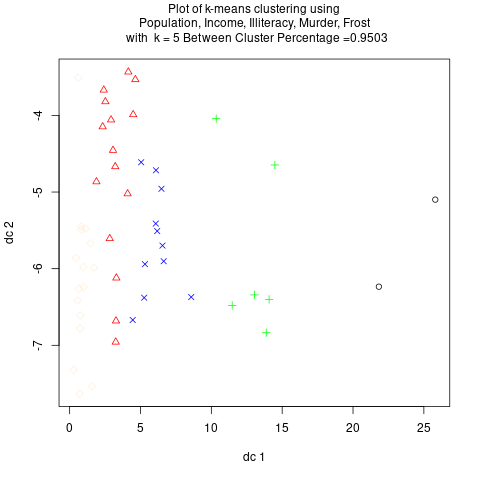 Plot of k-means clustering using
Population, Income, Illiteracy, Murder, Frost
with k = 5 Between Cluster Percentage =0.9503
-4
-5
-6
-7
dc 2
0 5 10 15 20 25
dc 1